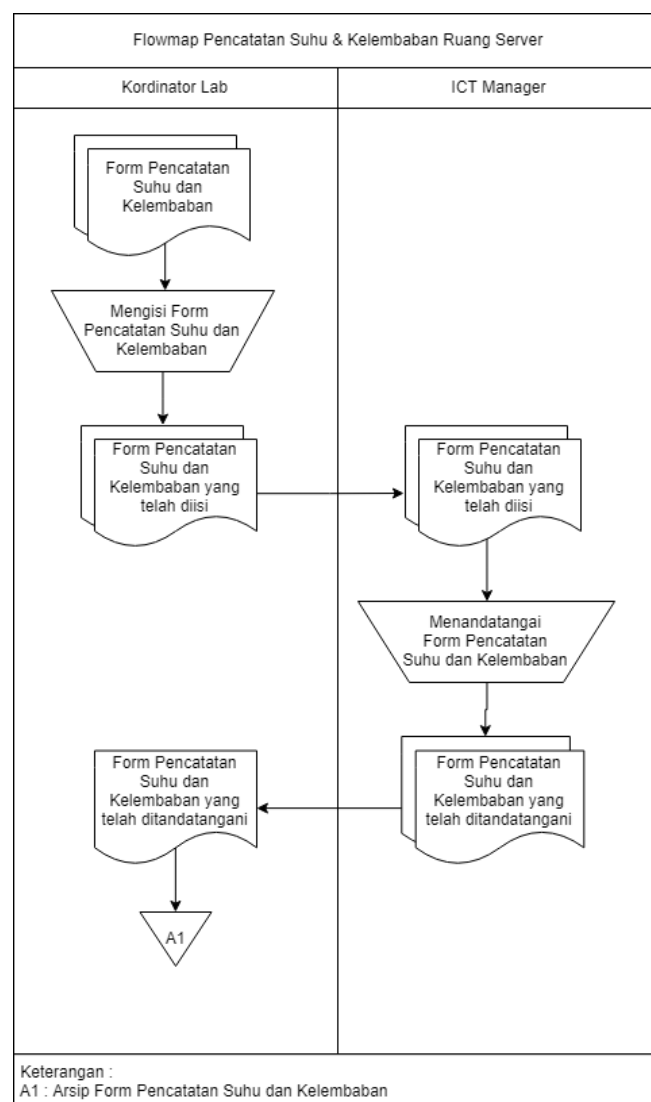 Flowmap Pencatatan Suhu & Kelembaban Ruang Server
Kordinator Lab
ICT Manager
Form Pencatatan
Suhu dan
Kelembaban
Mengisi Form
Pencatatan Suhu dan
Kelembaban
Form Pencatatan
Suhu dan
Kelembaban yang
telah diisi
Form Pencatatan
Suhu dan
Kelembaban yang
telah diisi
Menandatangai
Form Pencatatan
Suhu dan Kelembaban
Form Pencatatan
Suhu dan
Kelembaban yang
telah ditandatangani
Form Pencatatan
Suhu dan
Kelembaban yang
telah ditandatangani
A1
Keterangan :
A1 : Arsip Form Pencatatan Suhu dan Kelembaban